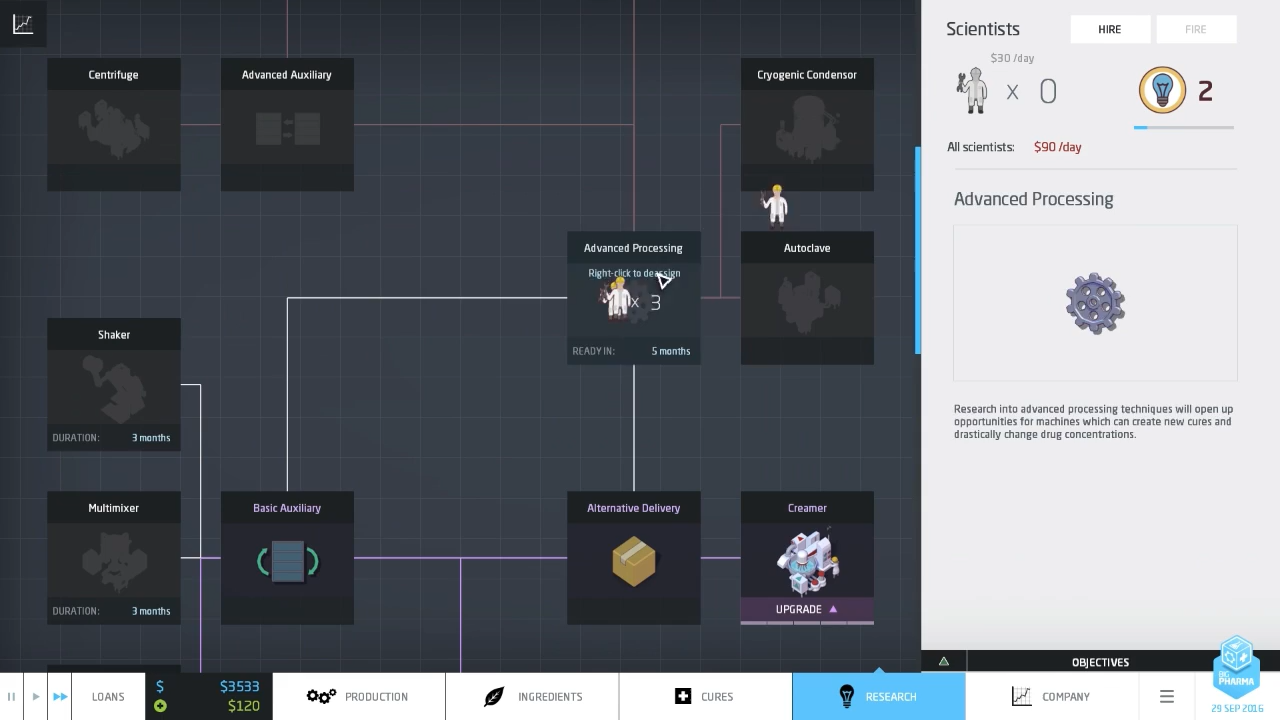 Centrifuge
Advanced Auxiliary
Cryogenic Condensor
Advanced Processing
Right-click to deassign
x 3
READY IN: 5 months
Autoclave
Shaker
DURATION: 3 months
Multimixer
DURATION: 3 months
Basic Auxiliary
Alternative Delivery
Creamer
UPGRADE
Scientists
HIRE
FIRE
$30 /day
x 0
2
All scientists: $90 /day
Advanced Processing
Research into advanced processing techniques will open up
opportunities for machines which can create new cures and
drastically change drug concentrations.
OBJECTIVES
LOANS
$ $3533
$120
PRODUCTION
INGREDIENTS
CURES
RESEARCH
COMPANY
BIG
PHARMA
29 SEP 2016